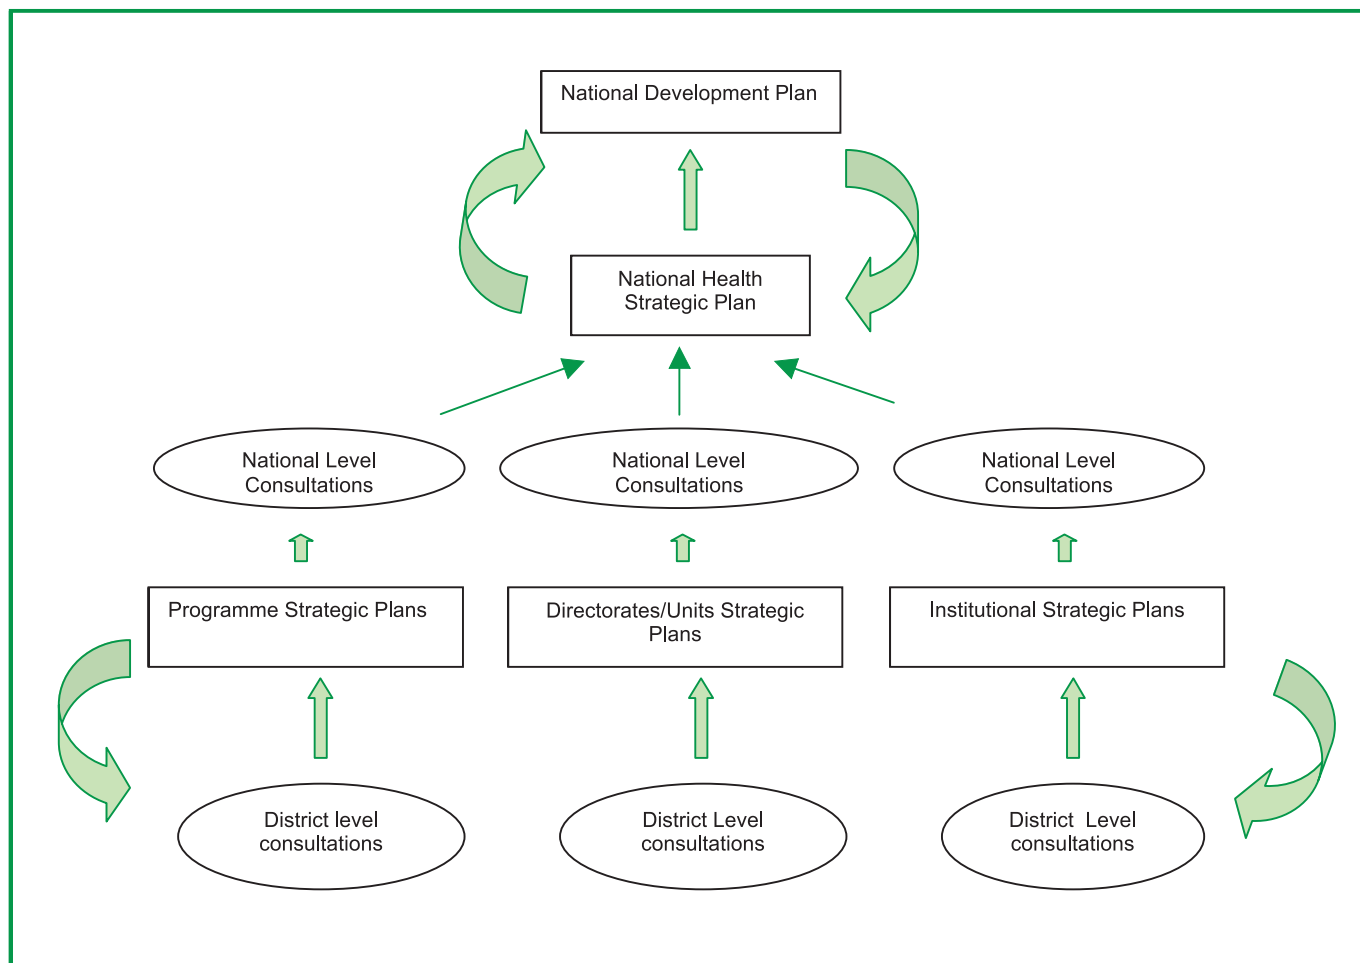 National Development Plan
National Health
Strategic Plan
National Level
Consultations
National Level
Consultations
National Level
Consultations
Programme Strategic Plans
Directorates/Units Strategic
Plans
Institutional Strategic Plans
District level
consultations
District Level
consultations
District  Level
consultations